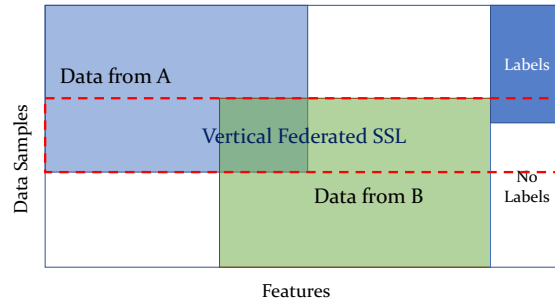 Data from A
Labels
Vertical Federated SSL
Data Samples
No
Labels
Data from B
Features